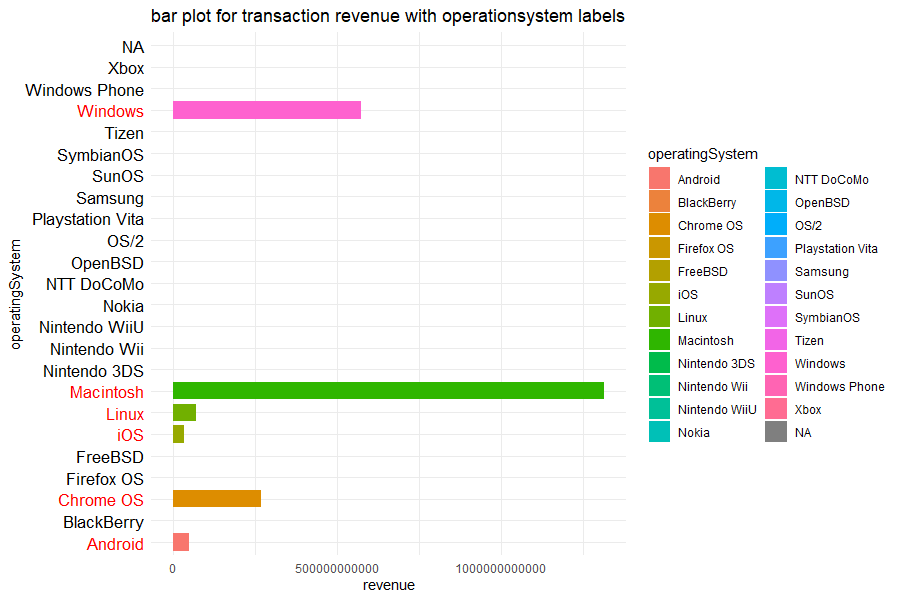 bar plot for transaction revenue with operationsystem labels
operatingSystem
NA
Xbox
Windows Phone
Windows
Tizen
SymbianOS
SunOS
Samsung
Playstation Vita
OS/2
OpenBSD
NTT DoCoMo
Nokia
Nintendo WiiU
Nintendo Wii
Nintendo 3DS
Macintosh
Linux
iOS
FreeBSD
Firefox OS
Chrome OS
BlackBerry
Android
0
500000000000
1000000000000
revenue
operatingSystem
Android
BlackBerry
Chrome OS
Firefox OS
FreeBSD
iOS
Linux
Macintosh
Nintendo 3DS
Nintendo Wii
Nintendo WiiU
Nokia
NTT DoCoMo
OpenBSD
OS/2
Playstation Vita
Samsung
SunOS
SymbianOS
Tizen
Windows
Windows Phone
Xbox
NA